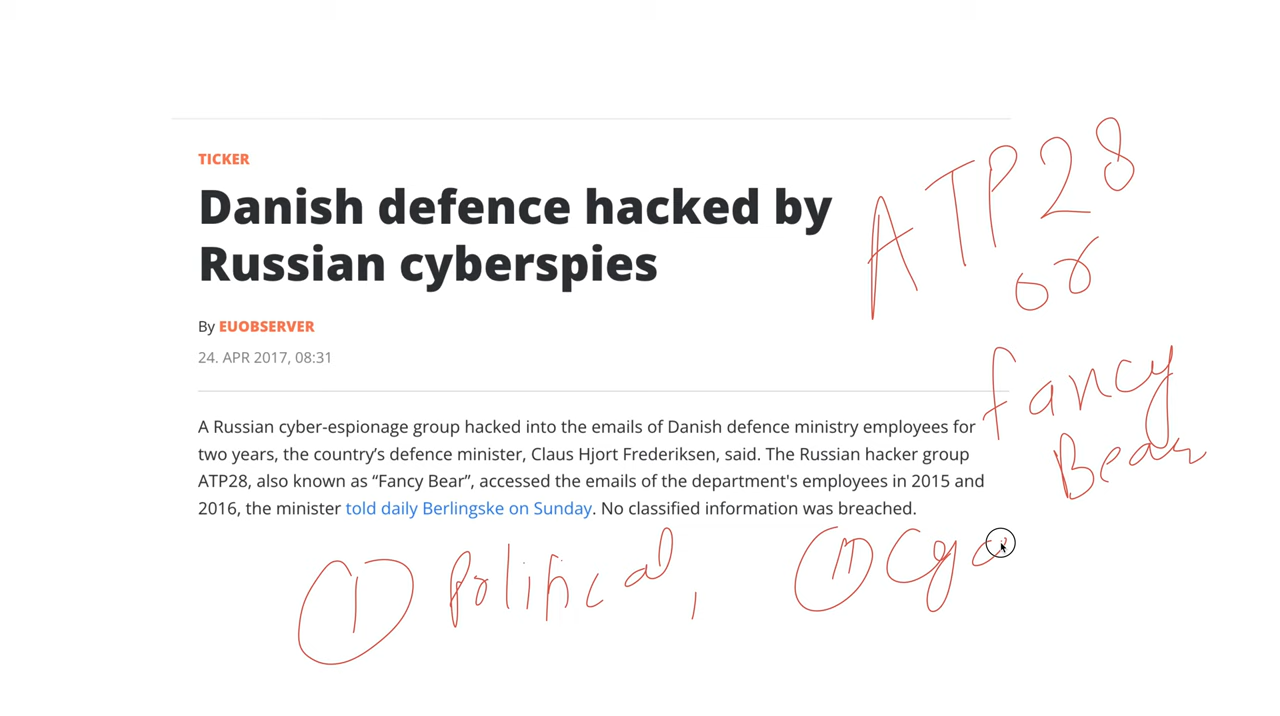 TICKER
Danish defence hacked by
Russian cyberspies
By EUOBSERVER
24. APR 2017, 08:31
A Russian cyber-espionage group hacked into the emails of Danish defence ministry employees for
two years, the country's defence minister, Claus Hjort Frederiksen, said. The Russian hacker group
ATP28, also known as “Fancy Bear”, accessed the emails of the department's employees in 2015 and
2016, the minister told daily Berlingske on Sunday. No classified information was breached.
ATP28
or
fancy
Bear
① Political,